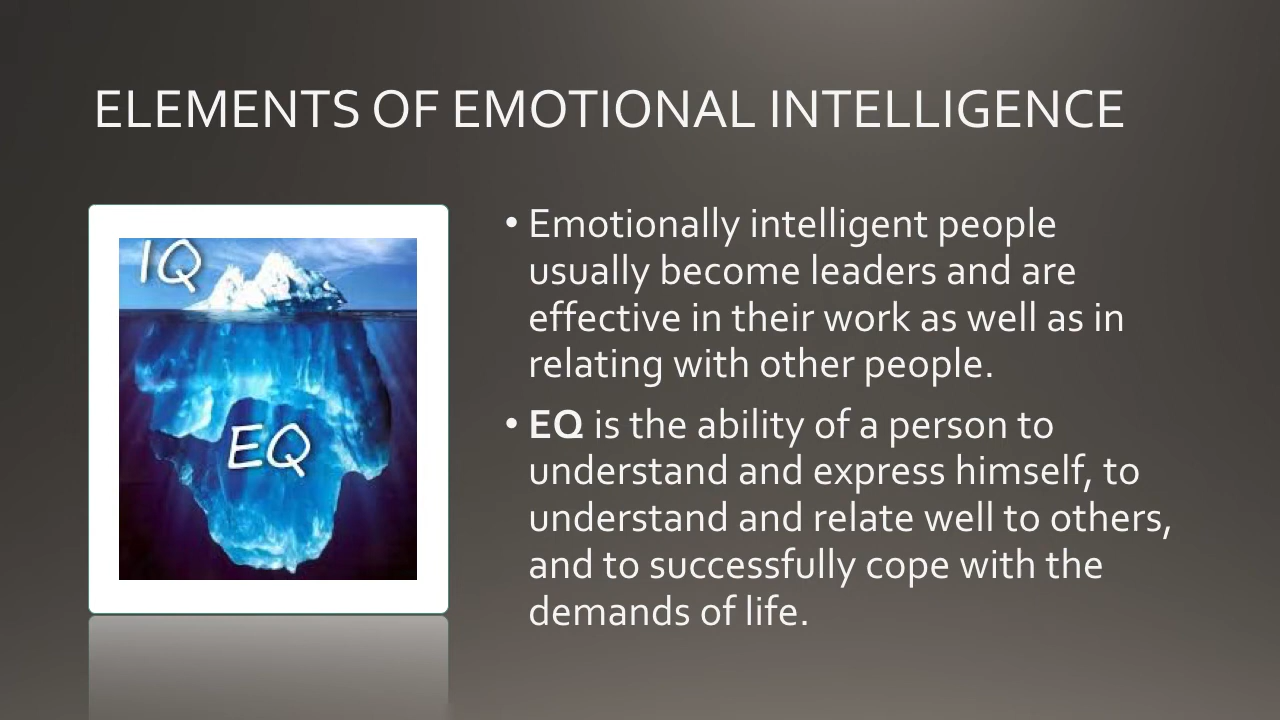 ELEMENTS OF EMOTIONAL INTELLIGENCE
IQ
EQ
• Emotionally intelligent people
usually become leaders and are
effective in their work as well as in
relating with other people.
• EQ is the ability of a person to
understand and express himself, to
understand and relate well to others,
and to successfully cope with the
demands of life.